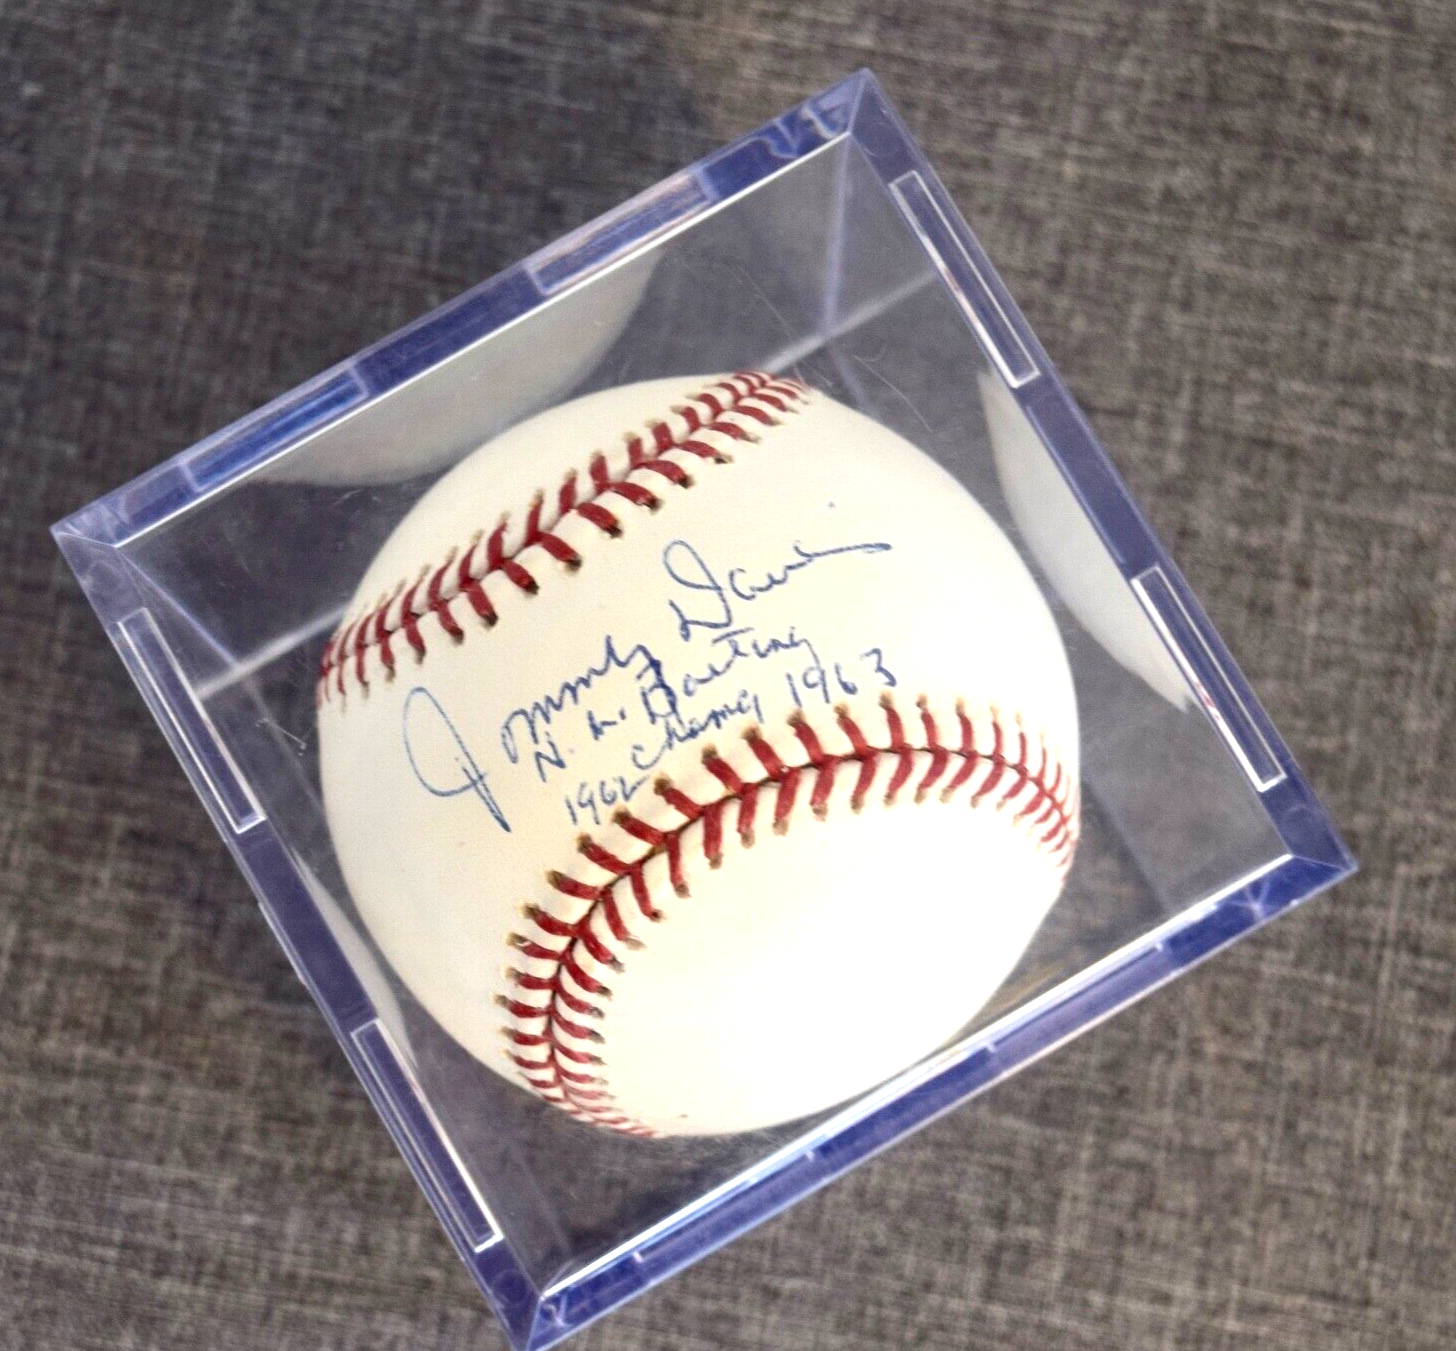 Tommy Davis
N. L. Batting
1962 Champ 1963